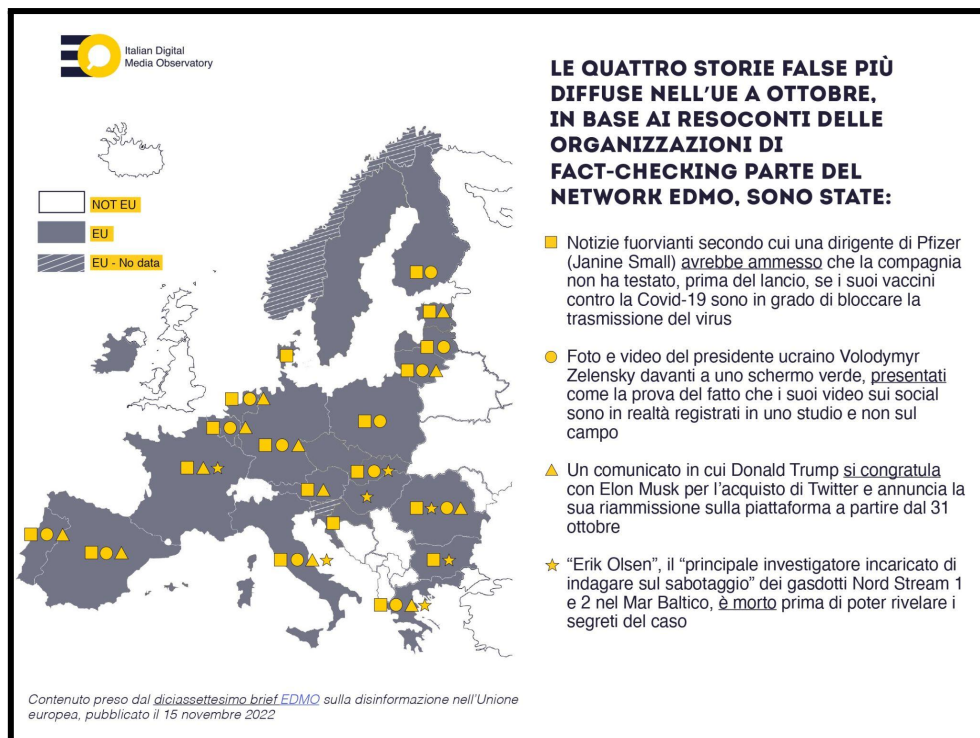 Italian Digital
Media Observatory
LE QUATTRO STORIE FALSE PIÙ
DIFFUSE NELL'UE A OTTOBRE,
IN BASE AI RESOCONTI DELLE
ORGANIZZAZIONI DI
FACT-CHECKING PARTE DEL
NETWORK EDMO, SONO STATE:
NOT EU
EU
EU - No data
Notizie fuorvianti secondo cui una dirigente di Pfizer
(Janine Small) avrebbe ammesso che la compagnia
non ha testato, prima del lancio, se i suoi vaccini
contro la Covid-19 sono in grado di bloccare la
trasmissione del virus
Foto e video del presidente ucraino Volodymyr
Zelensky davanti a uno schermo verde, presentati
come la prova del fatto che i suoi video sui social
sono in realtà registrati in uno studio e non sul
campo
Un comunicato in cui Donald Trump si congratula
con Elon Musk per l'acquisto di Twitter e annuncia la
sua riammissione sulla piattaforma a partire dal 31
ottobre
"Erik Olsen", il "principale investigatore incaricato di
indagare sul sabotaggio" dei gasdotti Nord Stream 1
e 2 nel Mar Baltico, è morto prima di poter rivelare i
segreti del caso
Contenuto preso dal diciassettesimo brief EDMO sulla disinformazione nell'Unione
europea, pubblicato il 15 novembre 2022